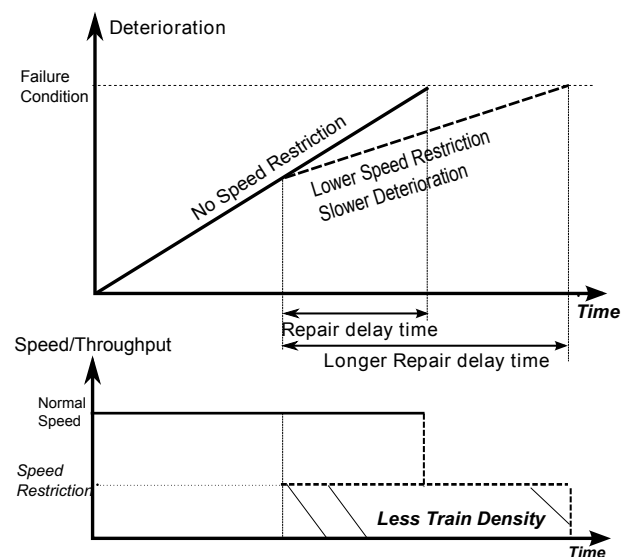 Deterioration
Failure
Condition
No Speed Restriction
Lower Speed Restriction
Slower Deterioration
Time
Repair delay time
Longer Repair delay time
Speed/Throughput
Normal
Speed
Speed
Restriction
Less Train Density
Time